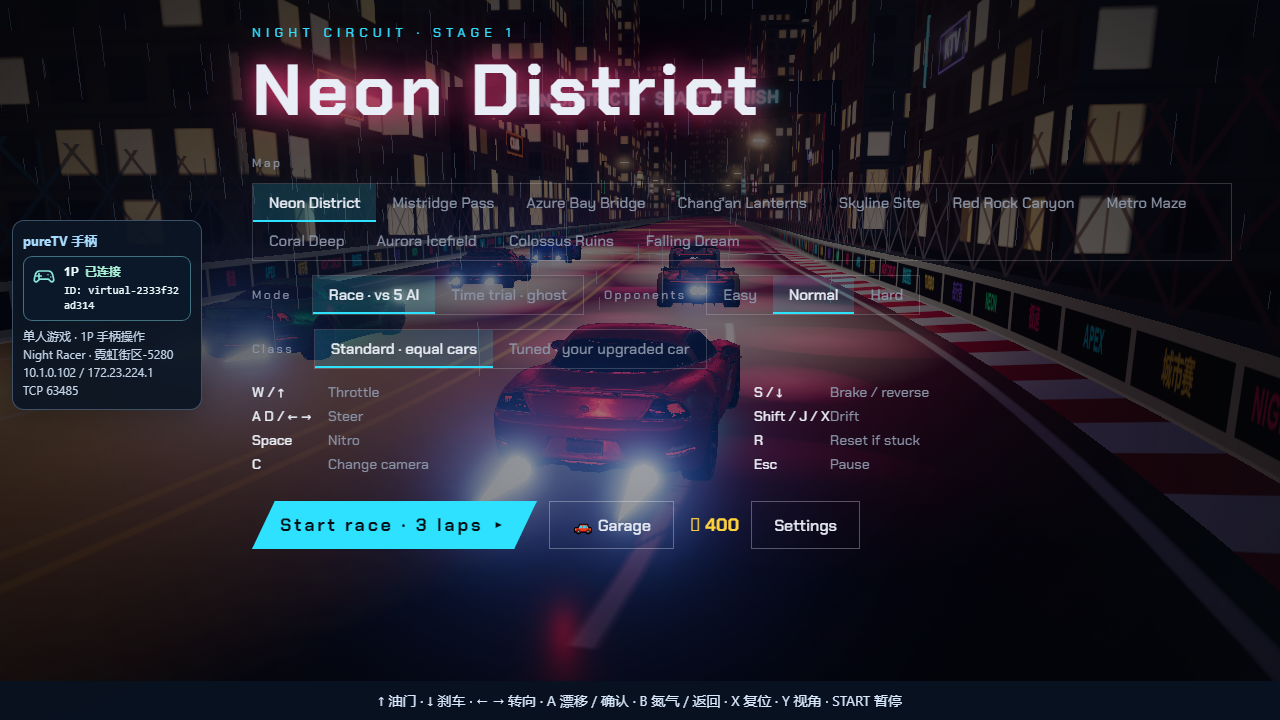 NIGHT CIRCUIT · STAGE 1
Neon District
Map
Neon District Mistridge Pass Azure Bay Bridge Chang'an Lanterns Skyline Site Red Rock Canyon Metro Maze
Coral Deep Aurora Icefield Colossus Ruins Falling Dream
Mode Race · vs 5 AI Time trial · ghost Opponents Easy Normal Hard
Class Standard · equal cars Tuned · your upgraded car
W / ↑ Throttle S / ↓ Brake / reverse
A D / ← → Steer Shift / J / X Drift
Space Nitro R Reset if stuck
C Change camera Esc Pause
Start race · 3 laps ▸ 🚗 Garage 400 Settings
pureTV 手柄
1P 已连接
ID: virtual-2333f32
ad314
单人游戏 · 1P 手柄操作
Night Racer · 霓虹街区-5280
10.1.0.102 / 172.23.224.1
TCP 63485
KTV
NEON
APEX
城市赛
↑ 油门 · ↓ 刹车 · ← → 转向 · A 漂移 / 确认 · B 氮气 / 返回 · X 复位 · Y 视角 · START 暂停